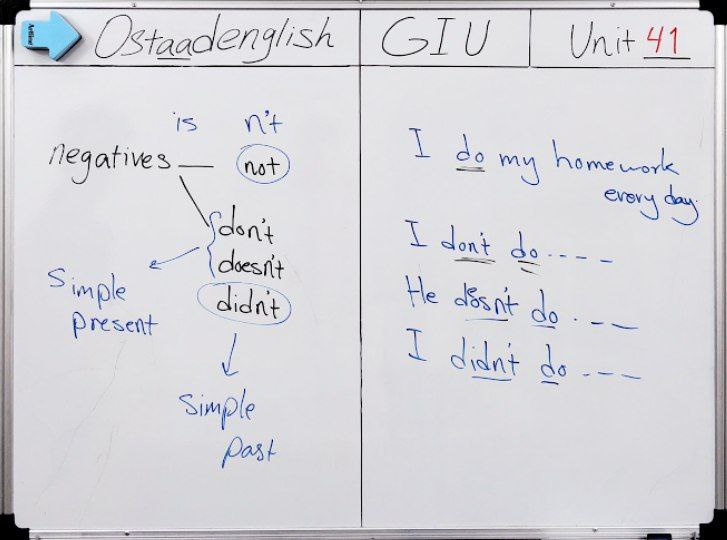 Ostaadenglish
GIU
Unit 41
is n't
negatives — not
don't
doesn't
didn't
Simple
present
Simple
past
I do my homework
every day.
I don't do - - - -
He doesn't do - - -
I didn't do - - - -